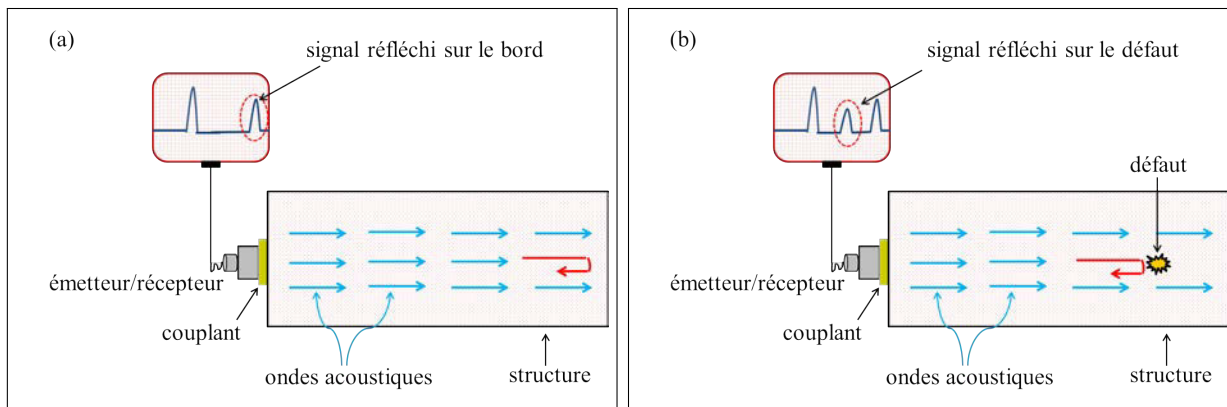 (a)
signal réfléchi sur le bord
émetteur/récepteur
couplant
ondes acoustiques
structure
(b)
signal réfléchi sur le défaut
défaut
émetteur/récepteur
couplant
ondes acoustiques
structure